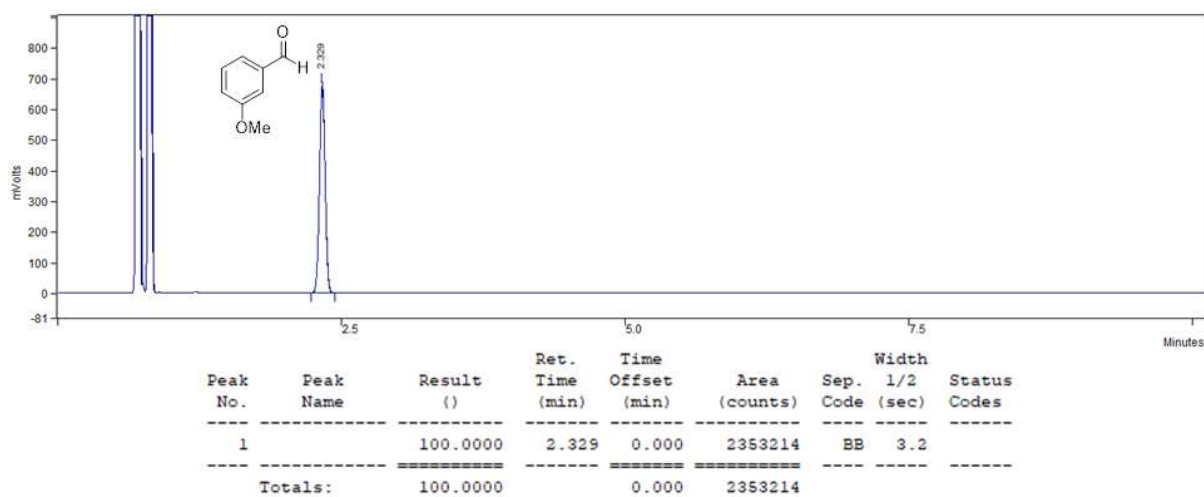 800
700
600
500
400
300
200
100
0
-81
mVolts
O
H
OMe
2.329
2.5 5.0 7.5
Minutes
Ret. Time Width
Peak Peak Result Time Offset Area Sep. 1/2 Status
No. Name () (min) (min) (counts) Code (sec) Codes
---- ------------ ---------- ------- ------- ---------- ---- ----- ------
1 100.0000 2.329 0.000 2353214 BB 3.2
---- ------------ ========== ------- ======= ========== ---- ----- ------
Totals: 100.0000 0.000 2353214